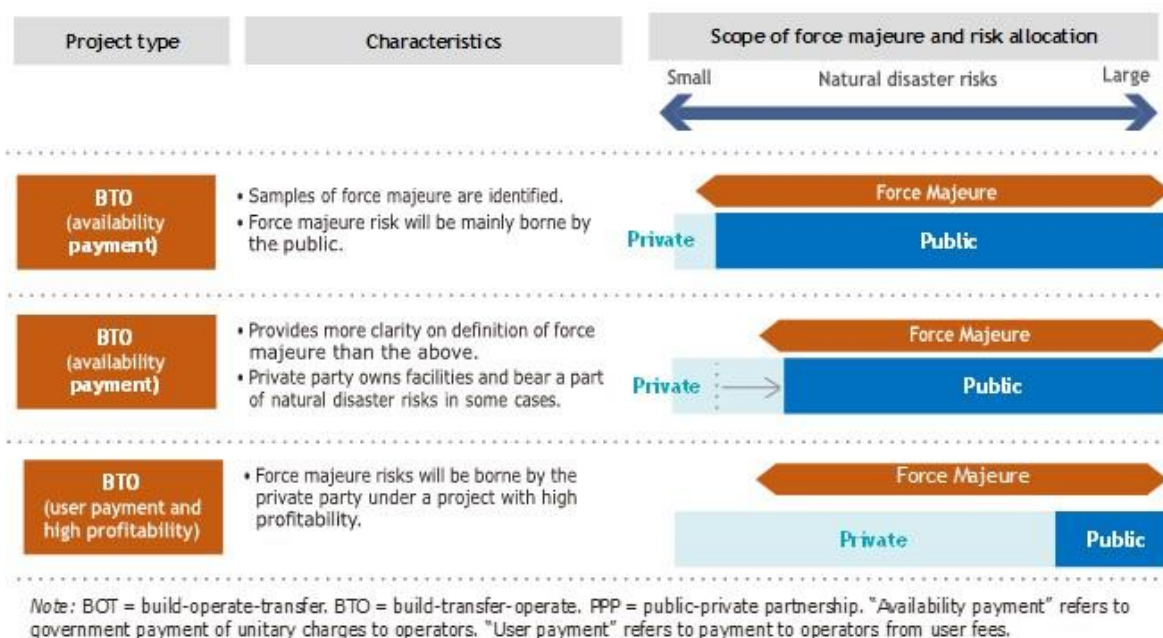 Project type
Characteristics
Scope of force majeure and risk allocation
Small
Natural disaster risks
Large
BTO
(availability
payment)
• Samples of force majeure are identified.
• Force majeure risk will be mainly borne by
the public.
Force Majeure
Private
Public
BTO
(availability
payment)
• Provides more clarity on definition of force
majeure than the above.
• Private party owns facilities and bear a part
of natural disaster risks in some cases.
Force Majeure
Private
Public
BTO
(user payment and
high profitability)
• Force majeure risks will be borne by the
private party under a project with high
profitability.
Force Majeure
Private
Public
Note: BOT = build-operate-transfer. BTO = build-transfer-operate. PPP = public-private partnership. "Availability payment" refers to
government payment of unitary charges to operators. "User payment" refers to payment to operators from user fees.